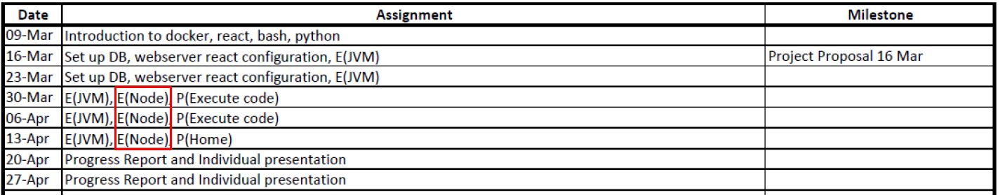 Date Assignment Milestone
09-Mar Introduction to docker, react, bash, python
16-Mar Set up DB, webserver react configuration, E(JVM) Project Proposal 16 Mar
23-Mar Set up DB, webserver react configuration, E(JVM)
30-Mar E(JVM), E(Node), P(Execute code)
06-Apr E(JVM), E(Node), P(Execute code)
13-Apr E(JVM), E(Node), P(Home)
20-Apr Progress Report and Individual presentation
27-Apr Progress Report and Individual presentation